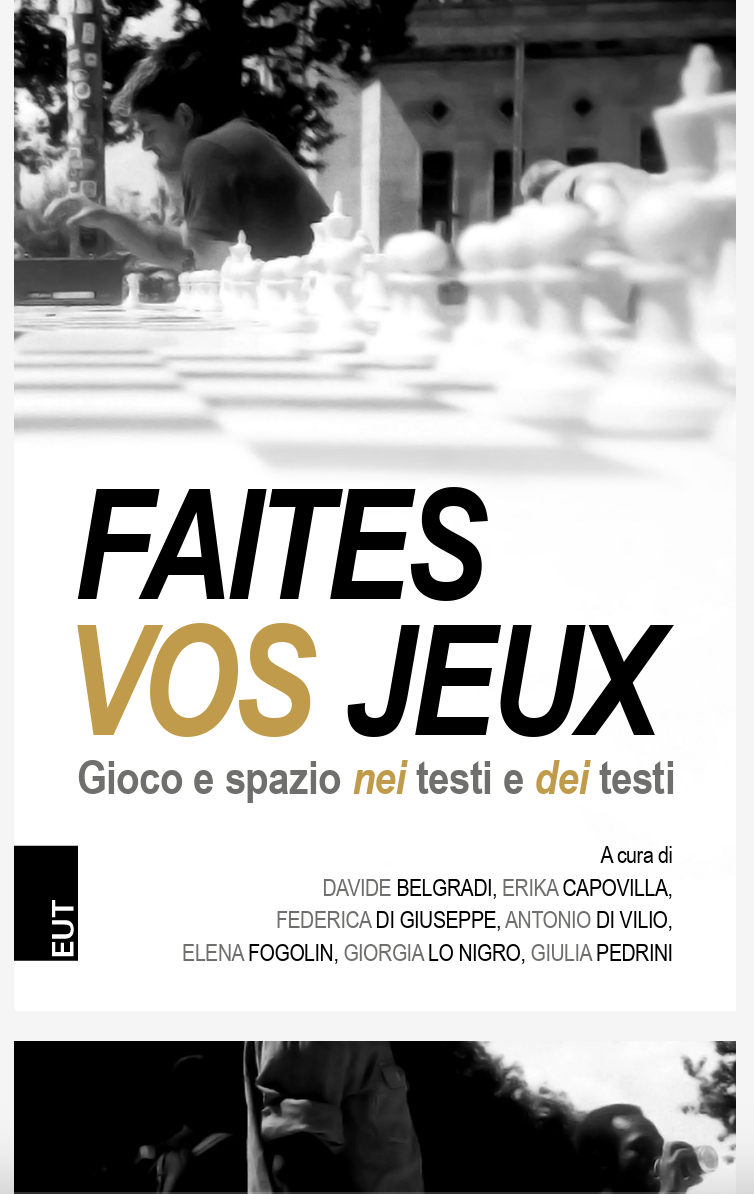 FAITES
VOS JEUX
Gioco e spazio nei testi e dei testi
A cura di
DAVIDE BELGRADI, ERIKA CAPOVILLA,
FEDERICA DI GIUSEPPE, ANTONIO DI VILIO,
ELENA FOGOLIN, GIORGIA LO NIGRO, GIULIA PEDRINI
EUT